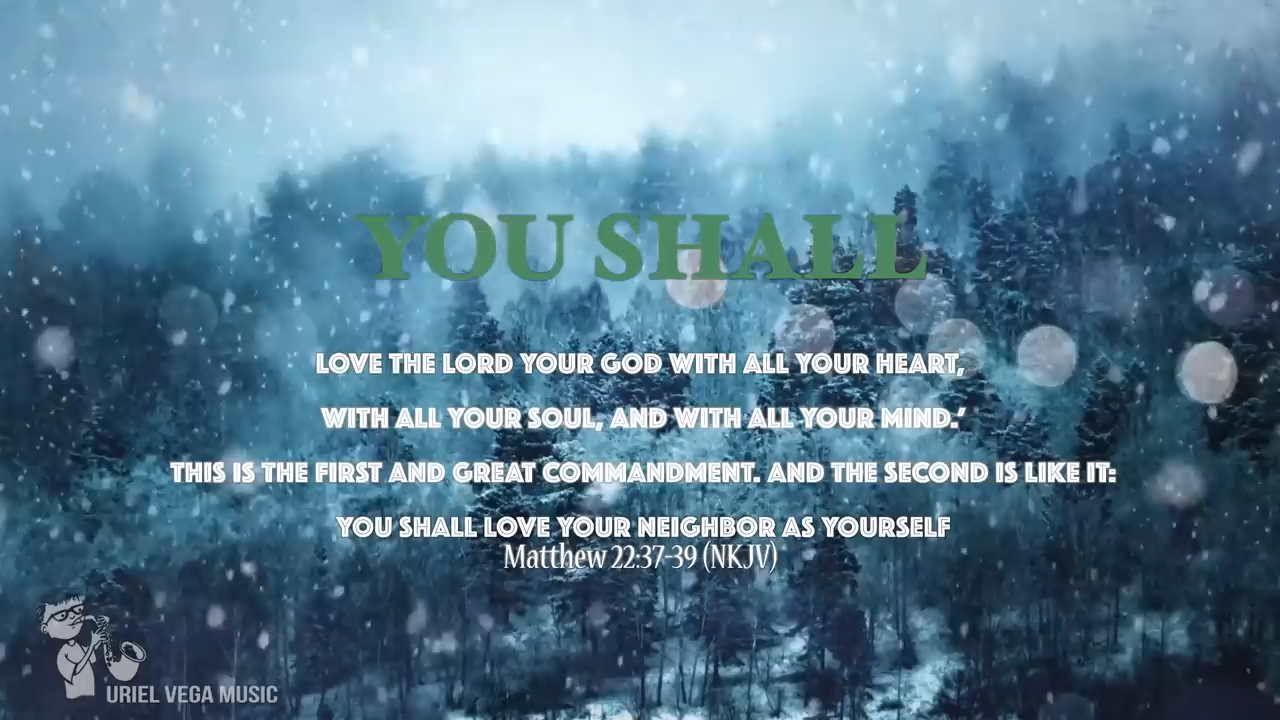 YOU SHALL
LOVE THE LORD YOUR GOD WITH ALL YOUR HEART,
WITH ALL YOUR SOUL, AND WITH ALL YOUR MIND.’
THIS IS THE FIRST AND GREAT COMMANDMENT. AND THE SECOND IS LIKE IT:
YOU SHALL LOVE YOUR NEIGHBOR AS YOURSELF
Matthew 22:37-39 (NKJV)
URIEL VEGA MUSIC